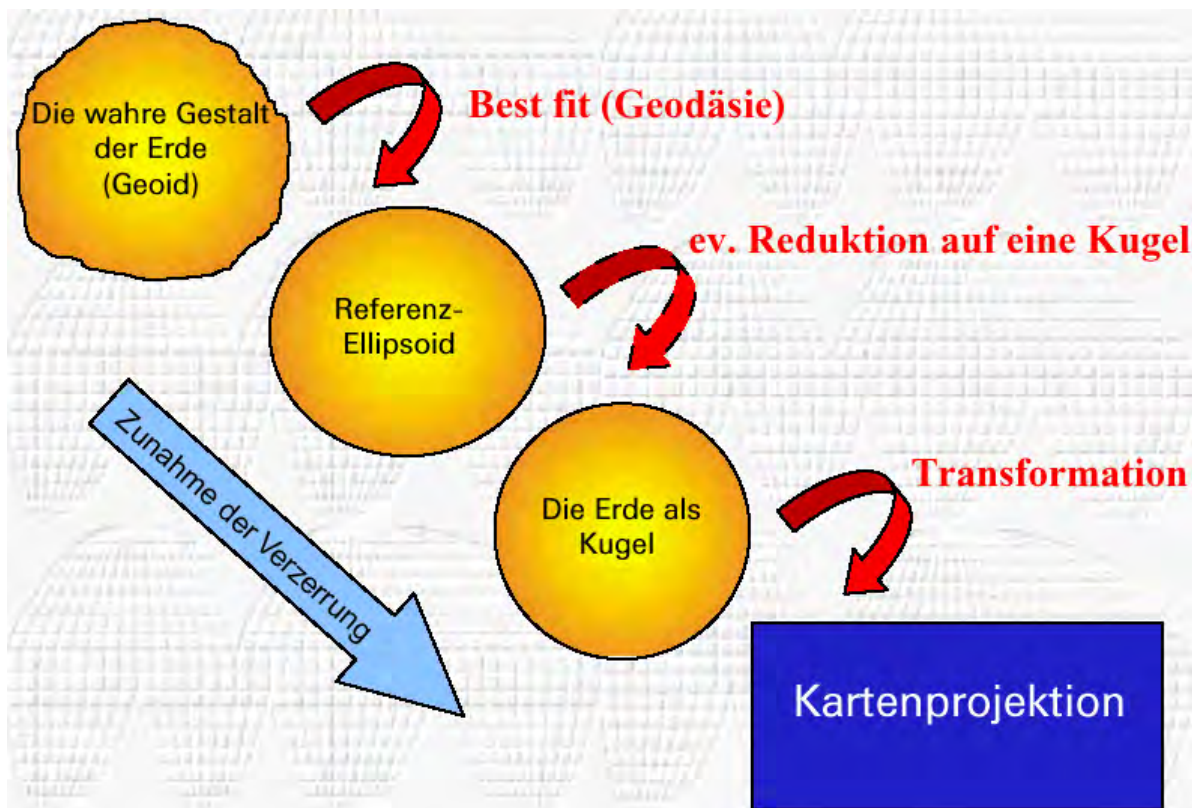 Die wahre Gestalt
der Erde
(Geoid)
Best fit (Geodäsie)
ev. Reduktion auf eine Kugel
Referenz-
Ellipsoid
Zunahme der Verzerrung
Die Erde als
Kugel
Transformation
Kartenprojektion